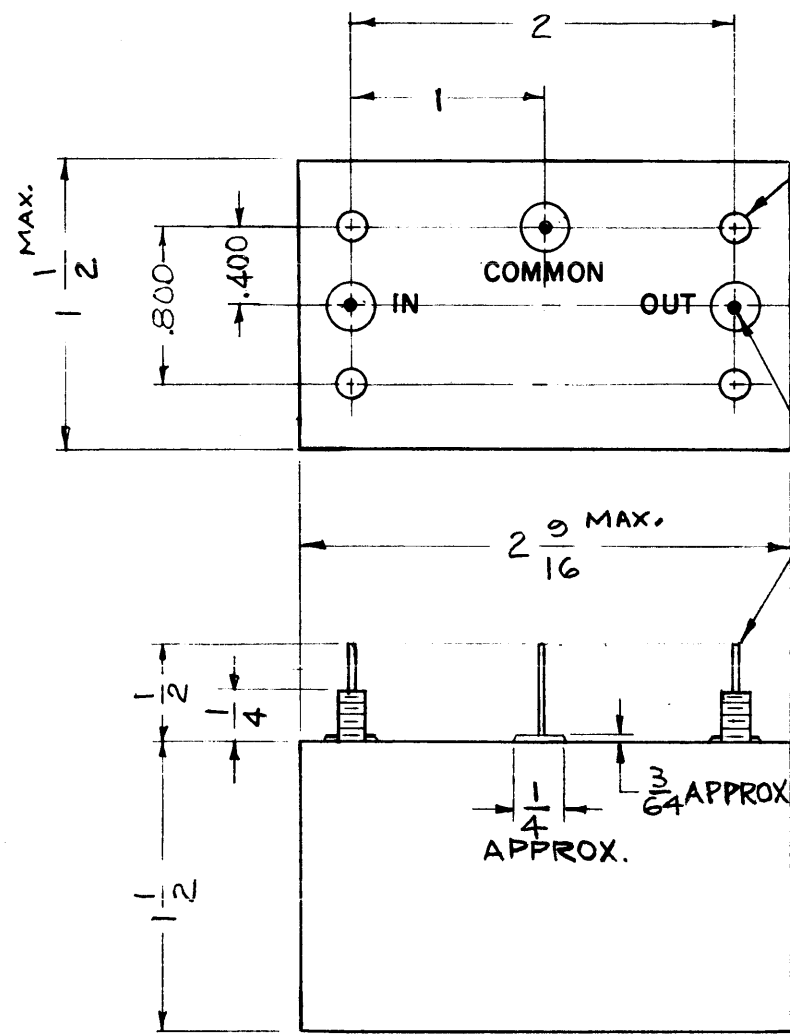 2
1
1 1/2 MAX.
.800
.400
COMMON
IN
OUT
2 9/16 MAX.
1/2
1/4
3/64 APPROX
1/4
APPROX.
1 1/2